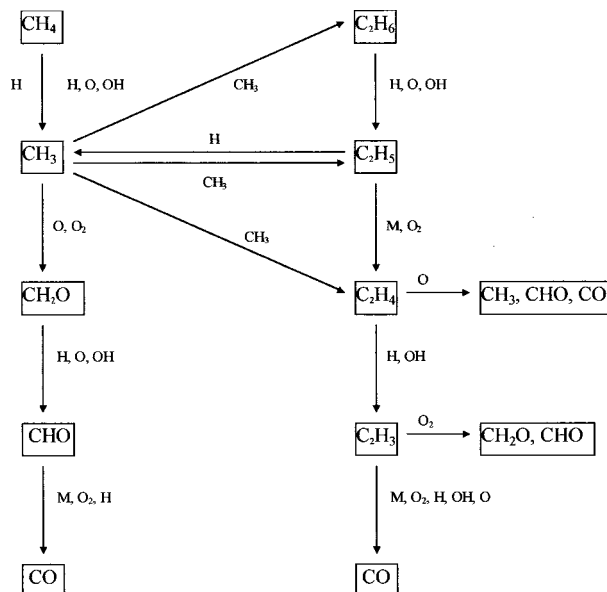 CH₄ C₂H₆
H H, O, OH CH₃ H, O, OH
H
CH₃ C₂H₅
CH₃
O, O₂ CH₃ M, O₂
CH₂O C₂H₄ O CH₃, CHO, CO
H, O, OH H, OH
CHO C₂H₃ O₂ CH₂O, CHO
M, O₂, H M, O₂, H, OH, O
CO CO